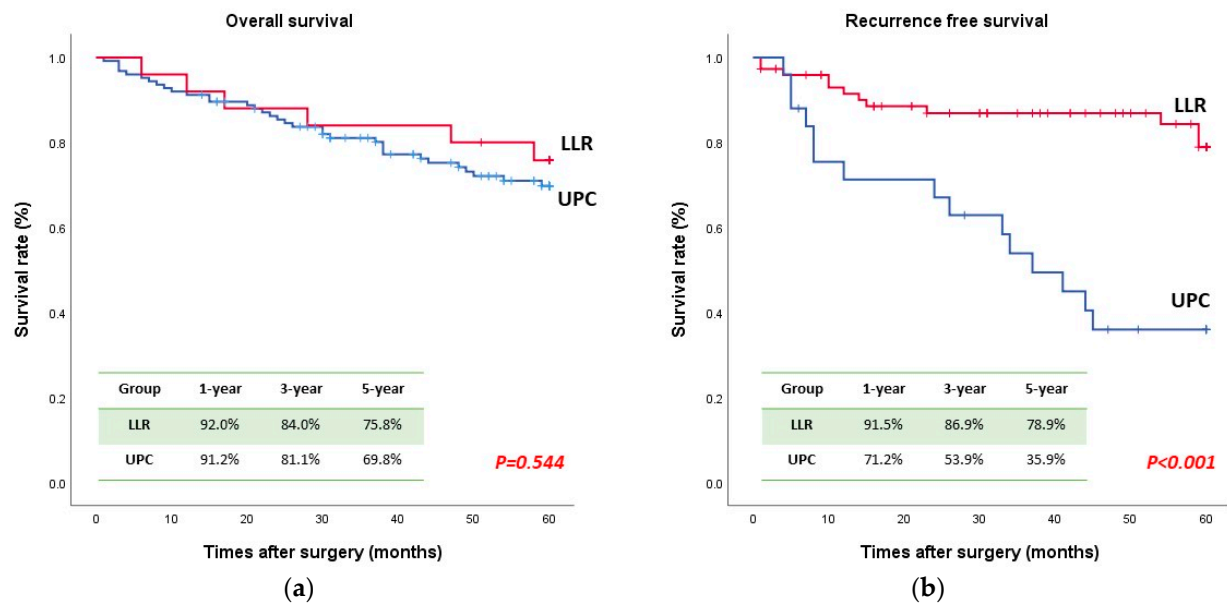 Overall survival
Survival rate (%)
1.0
0.8
0.6
0.4
0.2
0.0
LLR
UPC
Group 1-year 3-year 5-year
LLR 92.0% 84.0% 75.8%
UPC 91.2% 81.1% 69.8%
P=0.544
0 10 20 30 40 50 60
Times after surgery (months)
(a)
Recurrence free survival
Survival rate (%)
1.0
0.8
0.6
0.4
0.2
0.0
LLR
UPC
Group 1-year 3-year 5-year
LLR 91.5% 86.9% 78.9%
UPC 71.2% 53.9% 35.9%
P<0.001
0 10 20 30 40 50 60
Times after surgery (months)
(b)